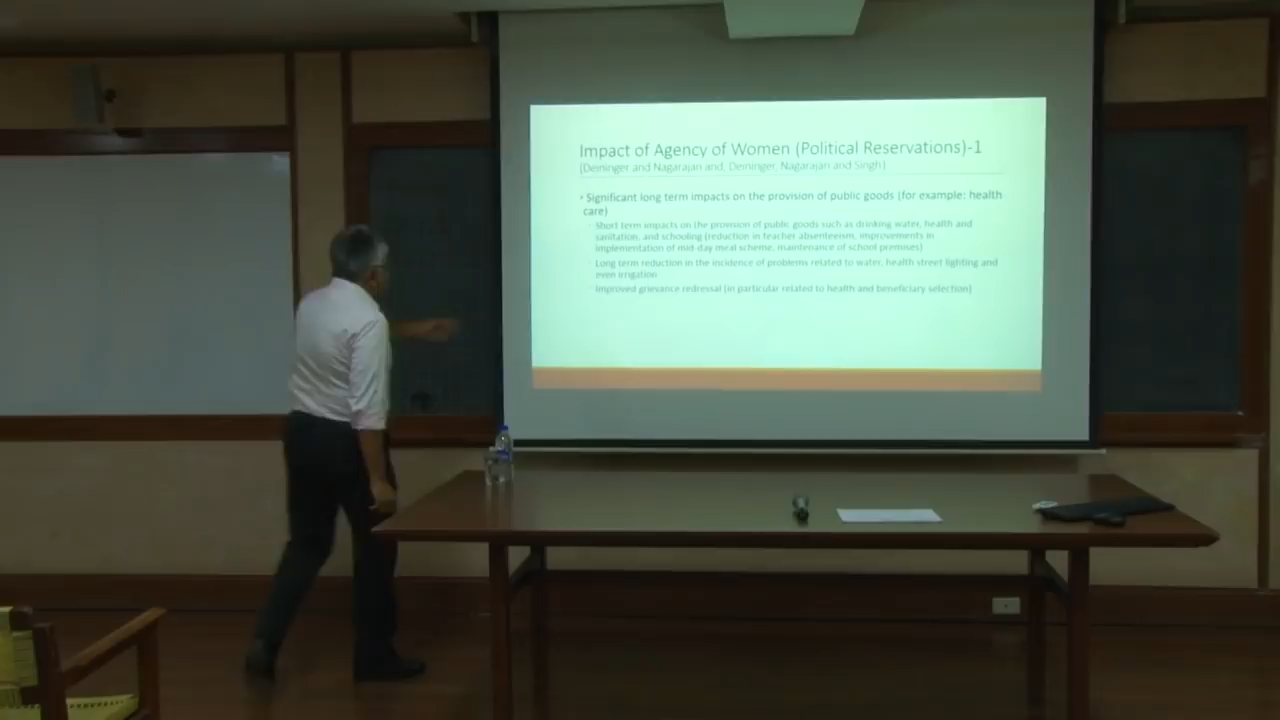 Impact of Agency of Women (Political Reservations)-1
(Deininger and Nagarajan and, Deininger, Nagarajan and Singh)
• Significant long term impacts on the provision of public goods (for example: health
care)
Short term impacts on the provision of public goods such as drinking water, health and
sanitation, and schooling (reduction in teacher absenteeism, improvements in
implementation of mid-day meal scheme, maintenance of school premises)
Long term reduction in the incidence of problems related to water, health street lighting and
even irrigation
Improved grievance redressal (in particular related to health and beneficiary selection)